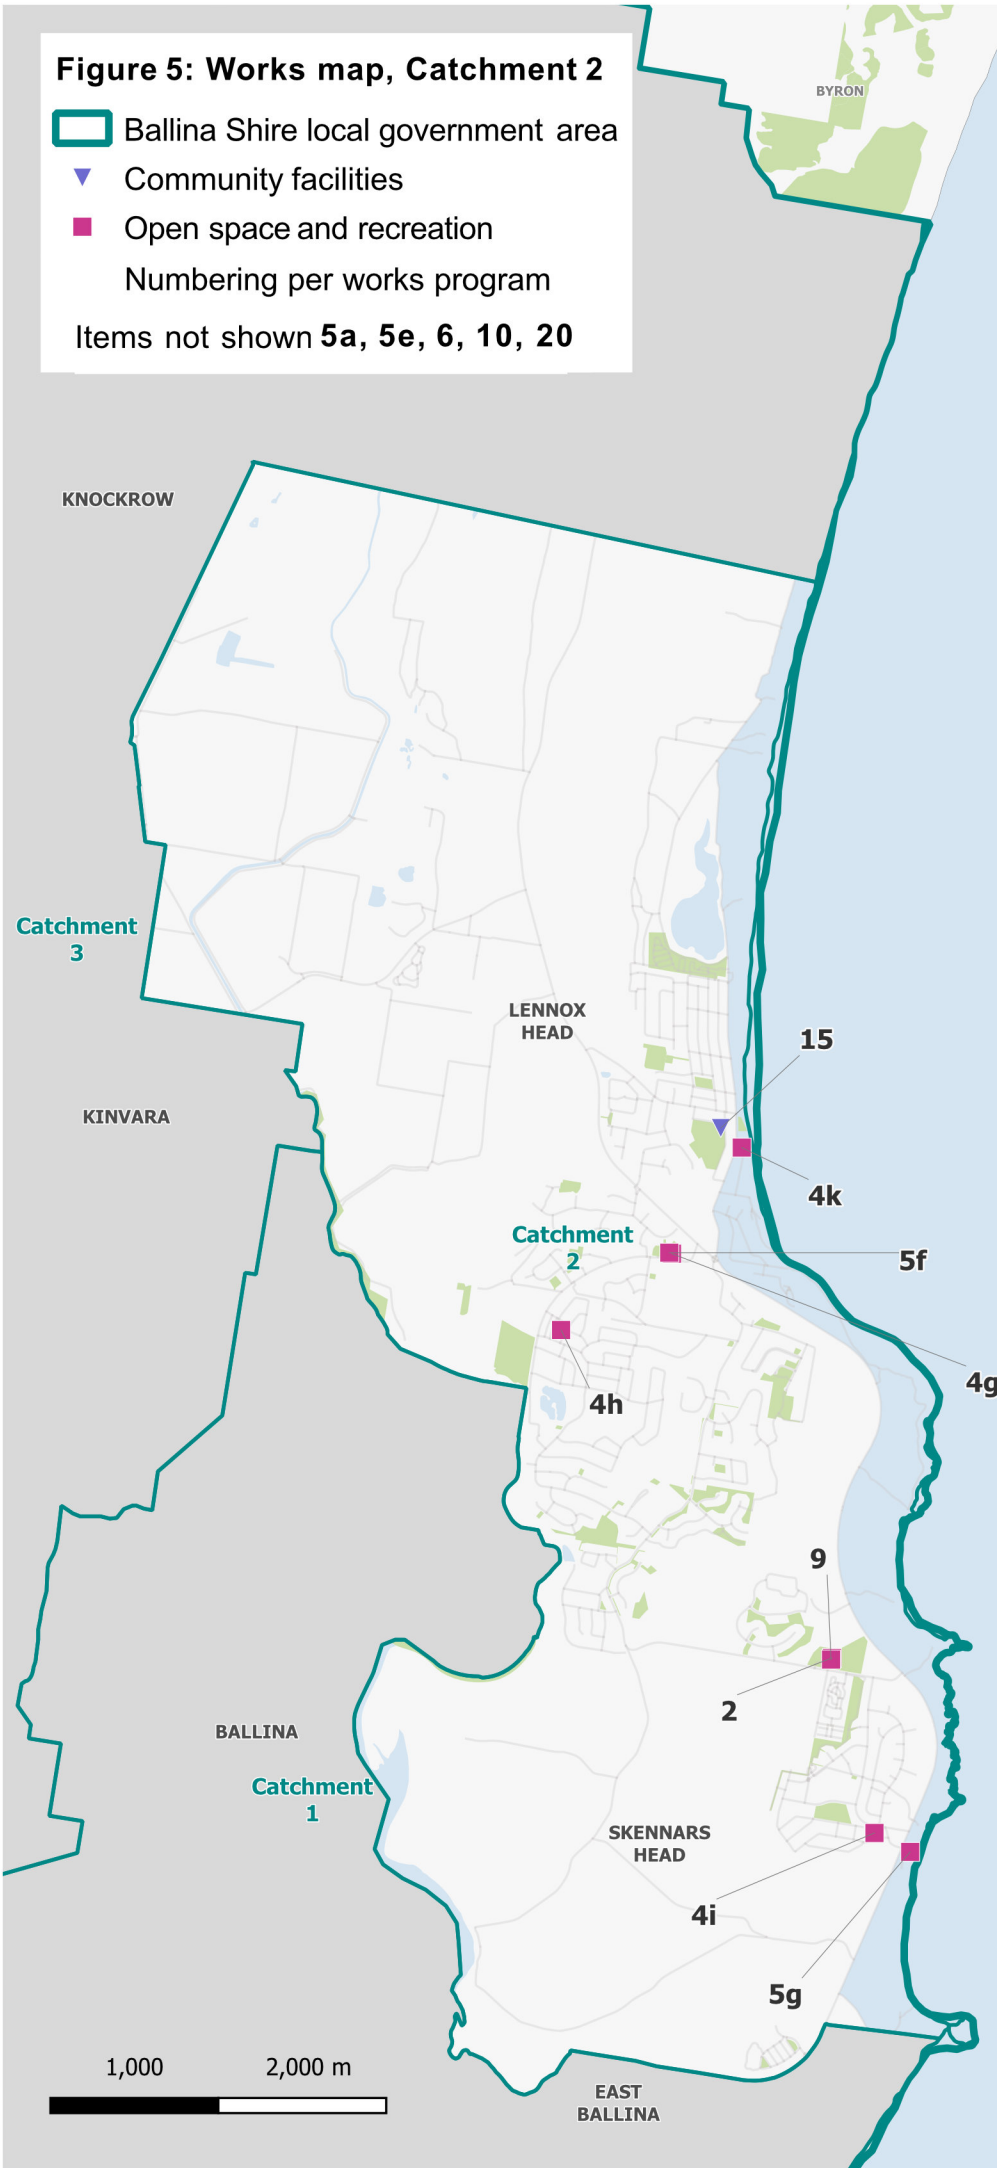 Figure 5: Works map, Catchment 2
Ballina Shire local government area
Community facilities
Open space and recreation
Numbering per works program
Items not shown 5a, 5e, 6, 10, 20
BYRON
KNOCKROW
Catchment
3
LENNOX
HEAD
15
KINVARA
4k
Catchment
2
5f
4g
4h
9
2
BALLINA
Catchment
1
SKENNARS
HEAD
4i
5g
1,000
2,000 m
EAST
BALLINA